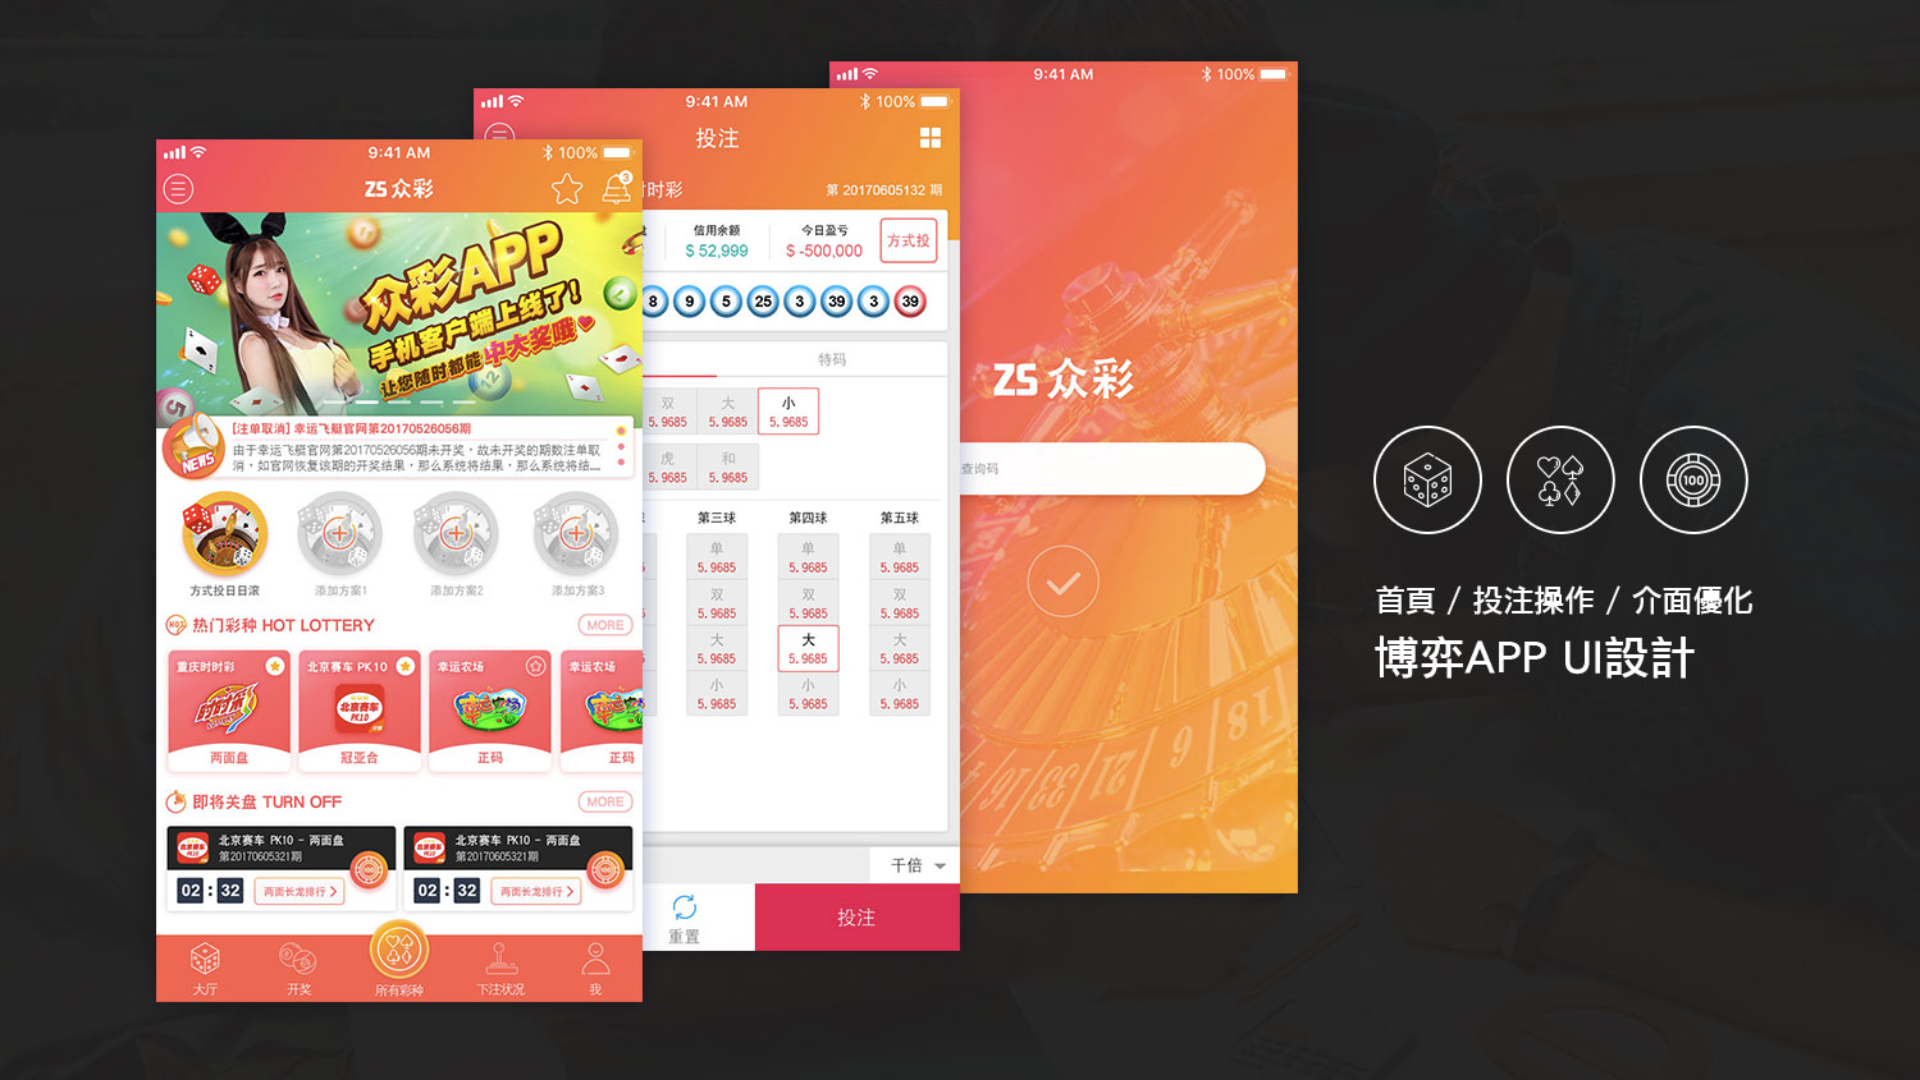 9:41 AM
100%
ZS 众彩
3
众彩APP
手机客户端上线了!
让您随时都能中大奖哦
NEWS
[注单取消] 幸运飞艇官网第20170526056期
由于幸运飞艇官网第20170526056期未开奖，故未开奖的期数注单取
消，如官网恢复该期的开奖结果，那么系统将结果，那么系统将结......
方式投日日滚
添加方案1
添加方案2
添加方案3
HOT
热门彩种 HOT LOTTERY
MORE
重庆时时彩
北京赛车 PK10
幸运农场
幸运农场
北京赛车
PK10
幸运农场
两面盘
冠亚合
正码
正码
即将关盘 TURN OFF
MORE
北京赛车 PK10 - 两面盘
第20170605321期
02 : 32
两面长龙排行 >
北京赛车 PK10 - 两面盘
第20170605321期
02 : 32
两面长龙排行 >
大厅
开奖
所有彩种
下注状况
我
9:41 AM
100%
投注
时彩
第 20170605132 期
信用余额
$ 52,999
今日盈亏
$ -500,000
方式投
8 9 5 25 3 39 3 39
特码
双 大 小
5.9685 5.9685 5.9685
虎 和
5.9685 5.9685
第三球 第四球 第五球
单 单 单
5.9685 5.9685 5.9685
双 双 双
5.9685 5.9685 5.9685
大 大 大
5.9685 5.9685 5.9685
小 小 小
5.9685 5.9685 5.9685
千倍
重置
投注
9:41 AM
100%
ZS 众彩
查询码
18 6 21 33 16 4
100
首頁 / 投注操作 / 介面優化
博弈APP UI設計